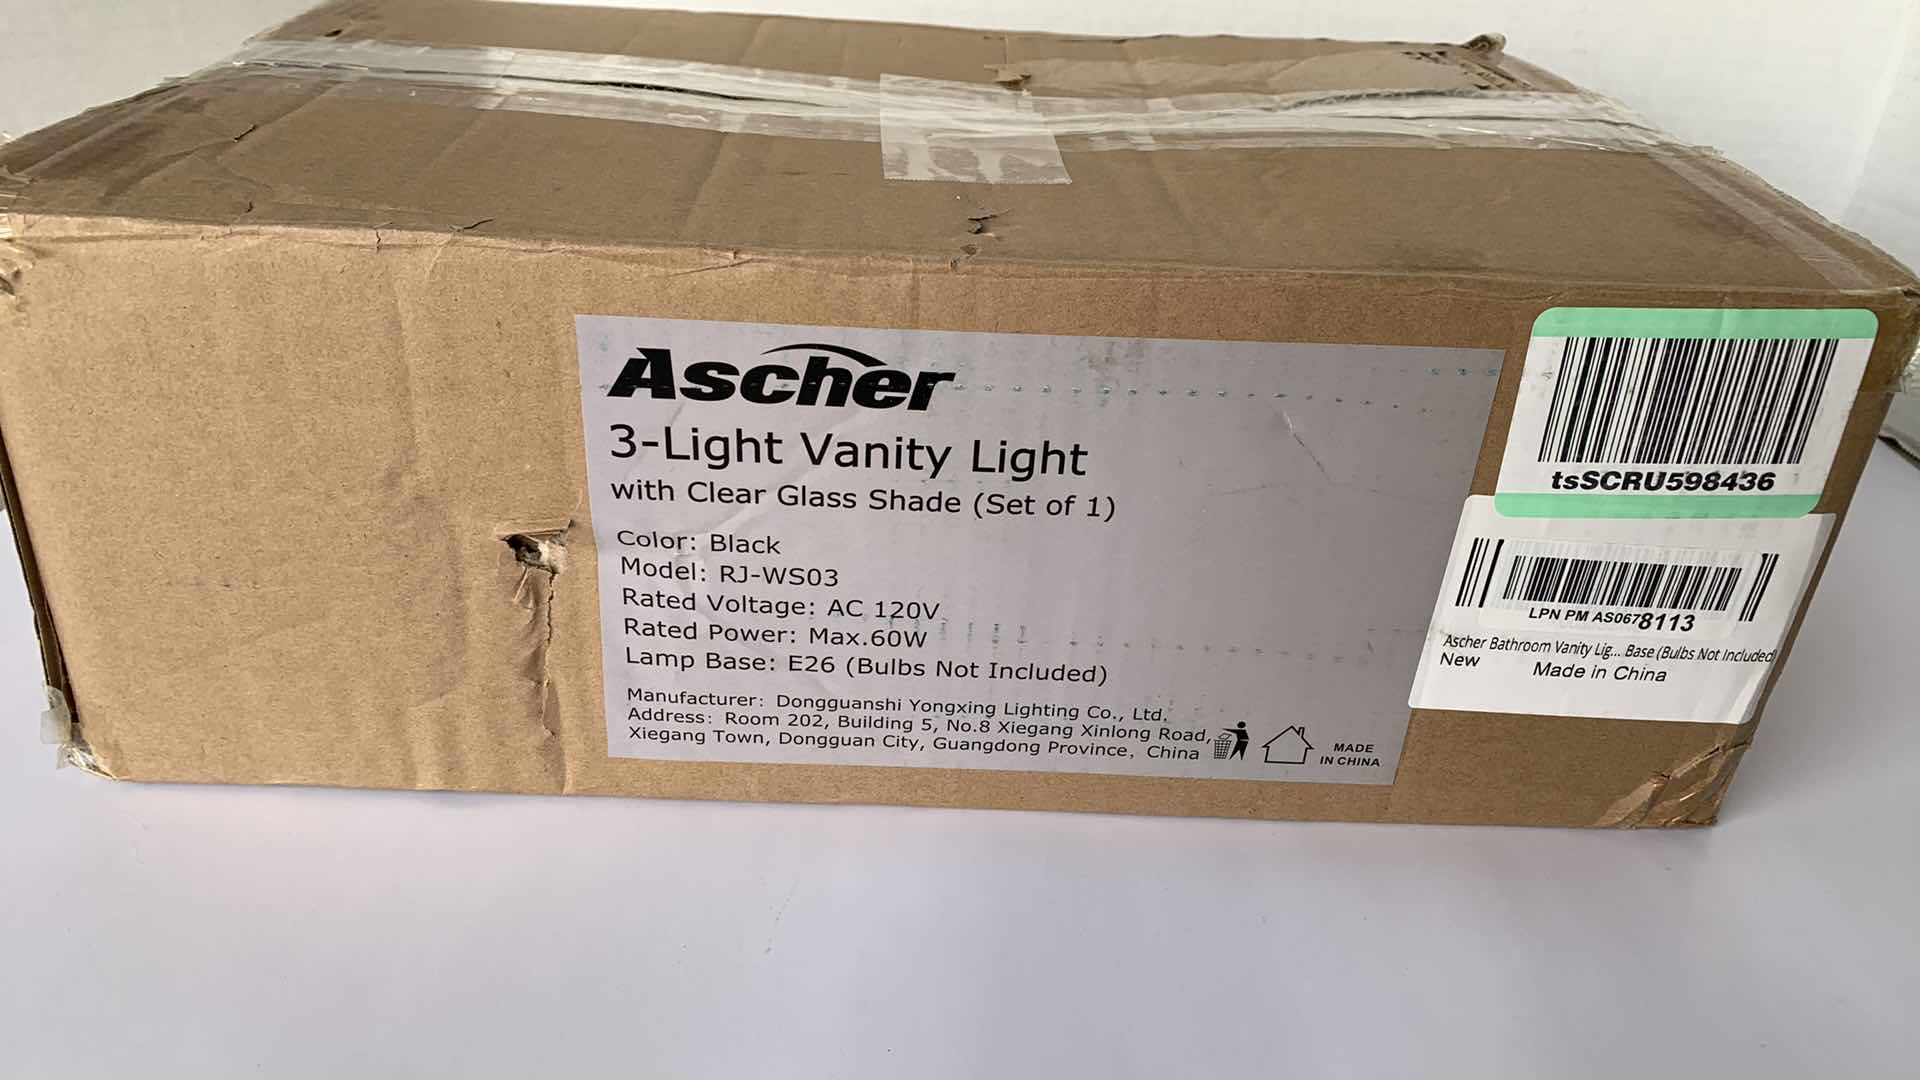 Ascher
3-Light Vanity Light
with Clear Glass Shade (Set of 1)
Color: Black
Model: RJ-WS03
Rated Voltage: AC 120V
Rated Power: Max.60W
Lamp Base: E26 (Bulbs Not Included)
Manufacturer: Dongguanshi Yongxing Lighting Co., Ltd.
Address: Room 202, Building 5, No.8 Xiegang Xinlong Road,
Xiegang Town, Dongguan City, Guangdong Province, China
MADE
IN CHINA
tsSCRU598436
LPN PM AS0678113
Ascher Bathroom Vanity Lig... Base (Bulbs Not Included)
New
Made in China